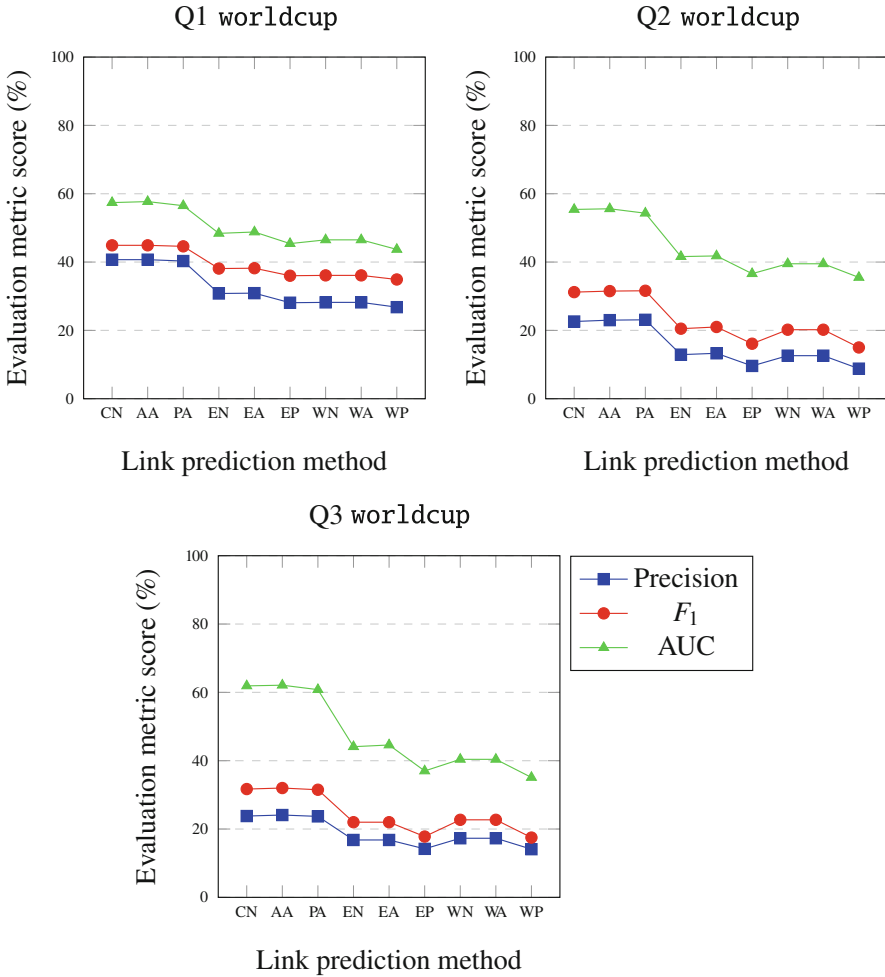 Q1 worldcup
Evaluation metric score (%)
100
80
60
40
20
0
CN AA PA EN EA EP WN WA WP
Link prediction method
Q2 worldcup
Evaluation metric score (%)
100
80
60
40
20
0
CN AA PA EN EA EP WN WA WP
Link prediction method
Q3 worldcup
Evaluation metric score (%)
100
80
60
40
20
0
CN AA PA EN EA EP WN WA WP
Link prediction method
Precision
F1
AUC